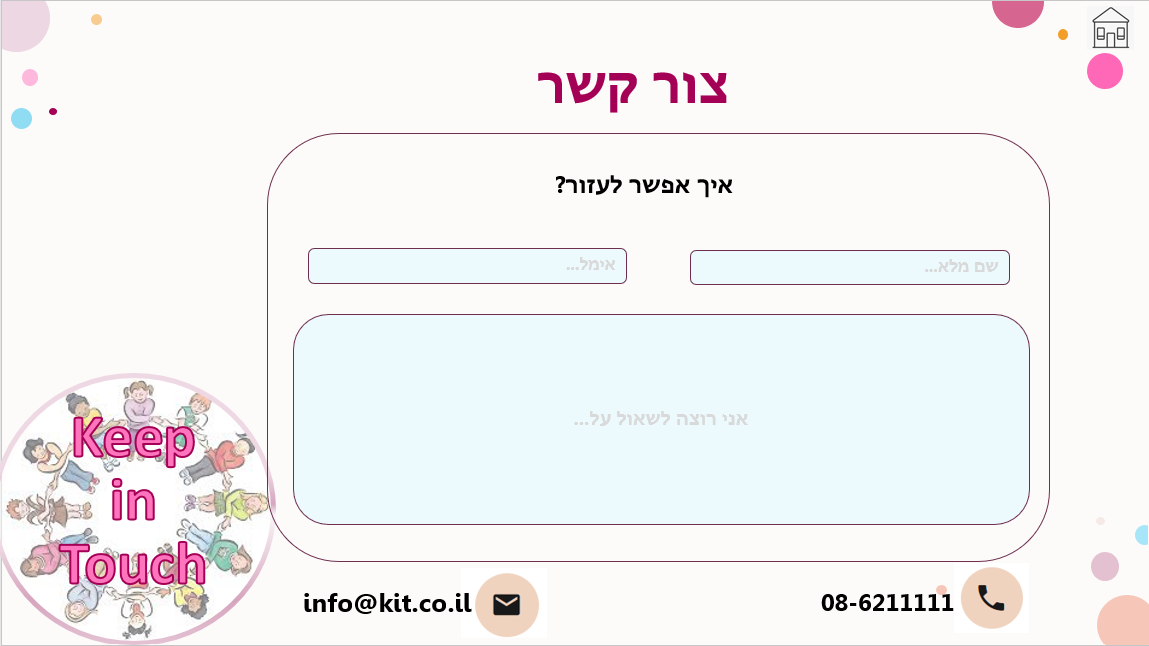 צור קשר
איך אפשר לעזור?
שם מלא...
אימל...
אני רוצה לשאול על...
Keep
in
Touch
08-6211111
info@kit.co.il